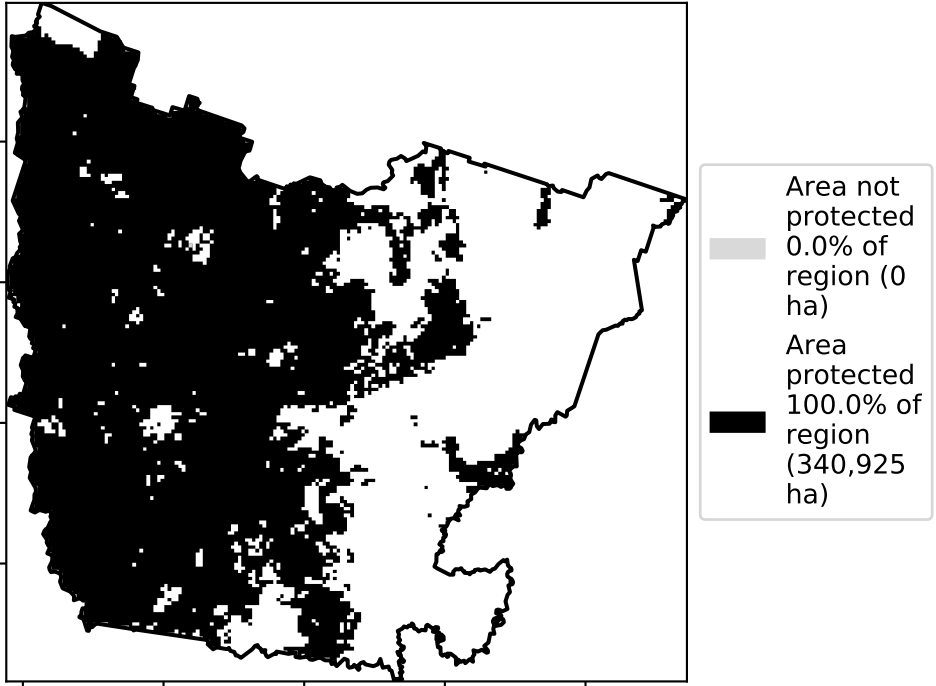 Area not
protected
0.0% of
region (0
ha)
Area
protected
100.0% of
region
(340,925
ha)